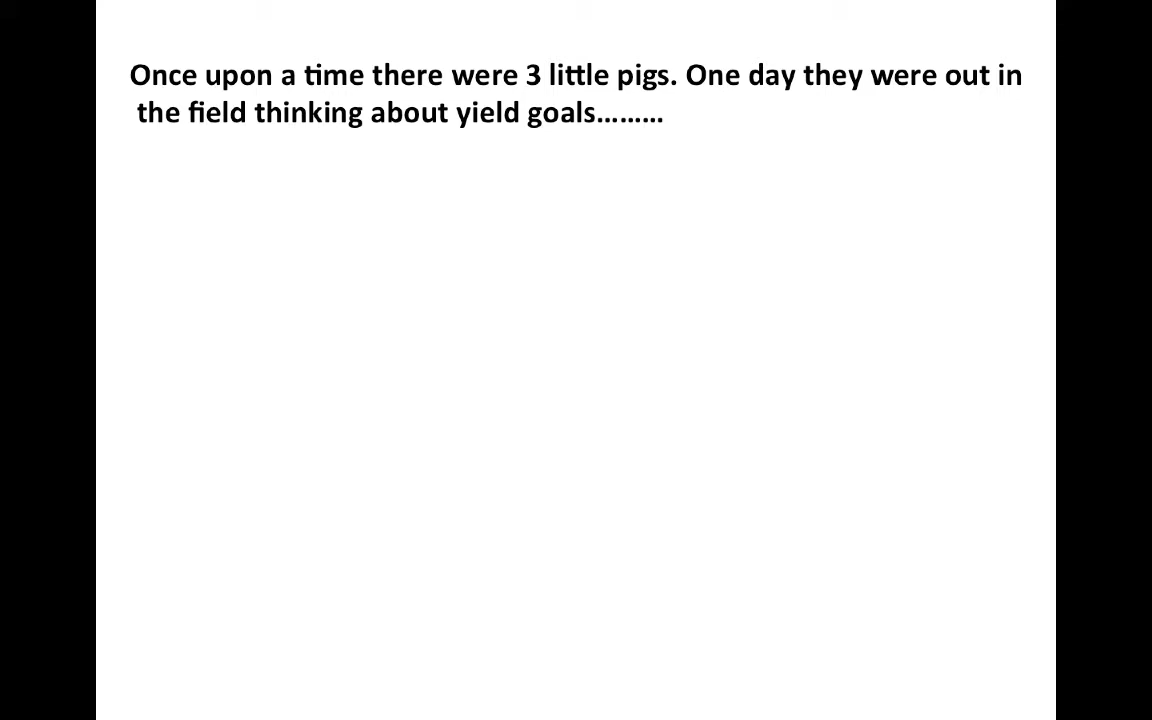 Once upon a time there were 3 little pigs. One day they were out in
the field thinking about yield goals………